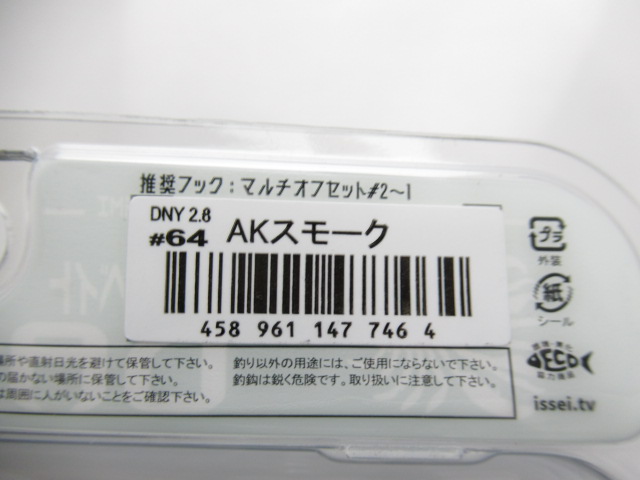 推奨フック:マルチオフセット#2〜1
DNY 2.8
#64 AKスモーク
458 961 147 746 4
プラ
外装
紙
シール
ECO
issei.tv
場所や直射日光を避けて保管して下さい。
の届かない場所に保管して下さい。
は周囲に人がいないことをご確認下さい。
釣り以外の用途には、ご使用にならないで下さい。
釣鈎は鋭く危険です。取り扱いに注意して下さい。